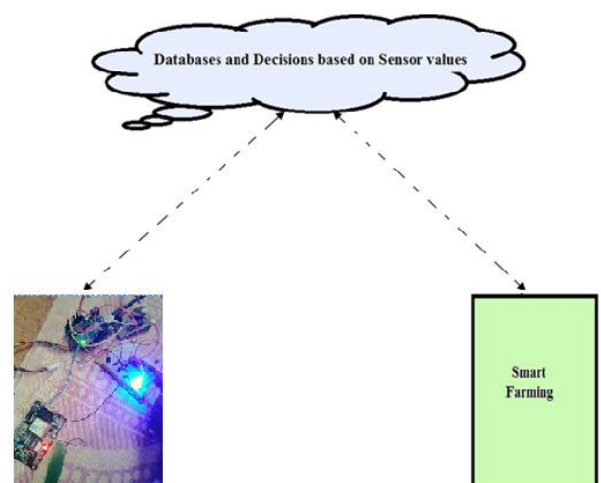 Databases and Decisions based on Sensor values
Smart
Farming